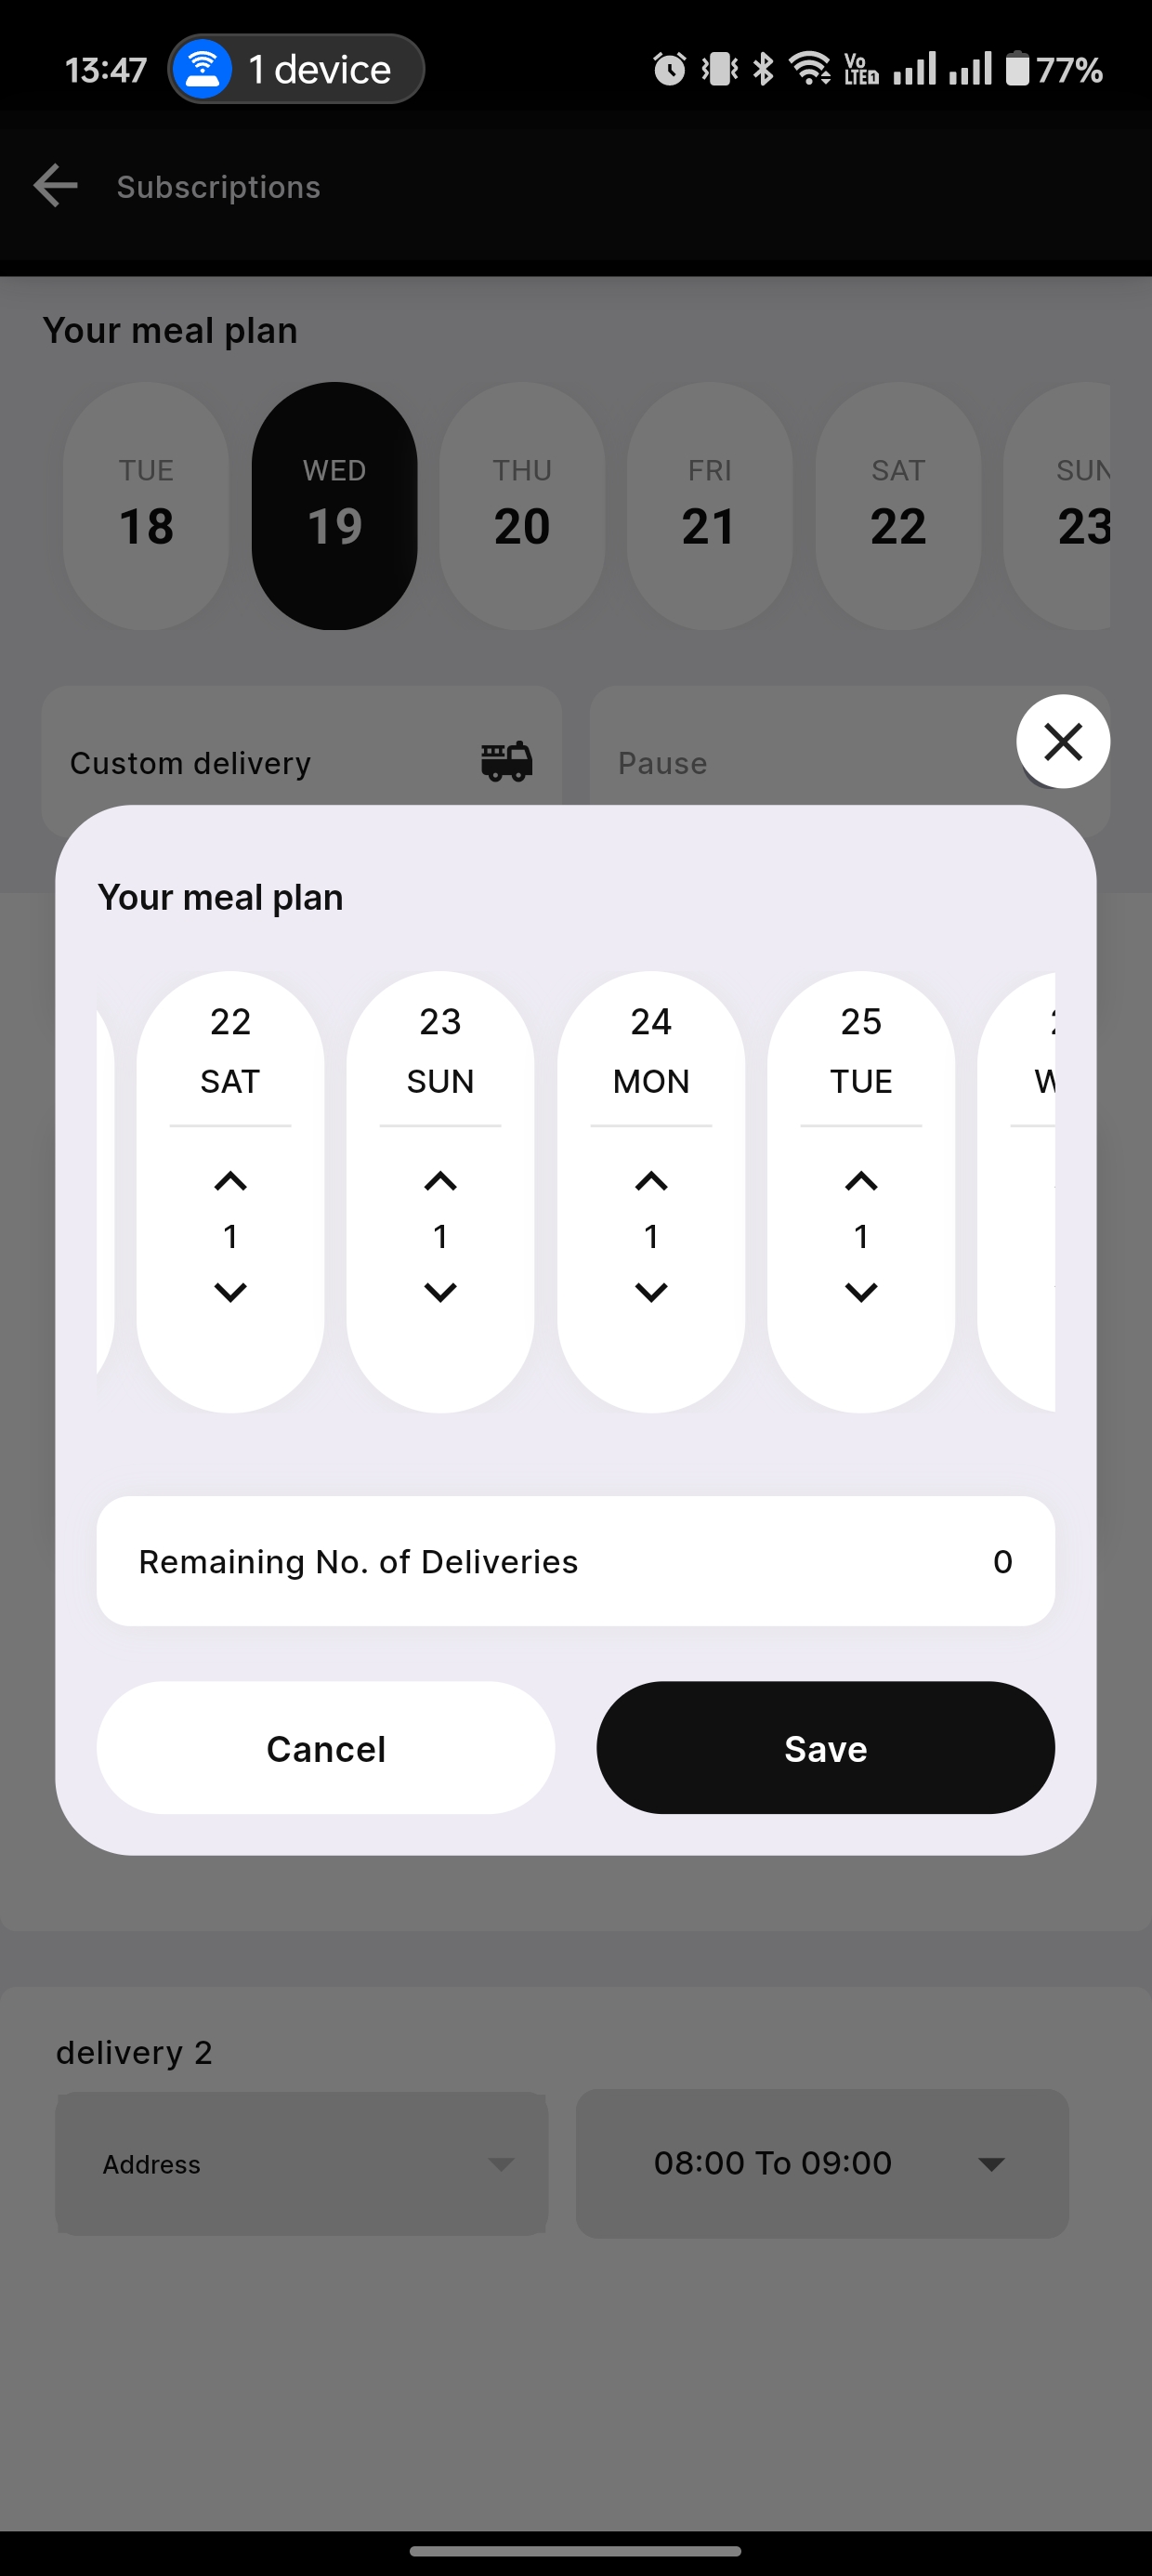 13:47 1 device Vo LTE 77%
Subscriptions
Your meal plan
TUE WED THU FRI SAT SUN
18 19 20 21 22 23
Custom delivery Pause
Your meal plan
22 23 24 25
SAT SUN MON TUE
1 1 1 1
Remaining No. of Deliveries 0
Cancel Save
delivery 2
Address 08:00 To 09:00